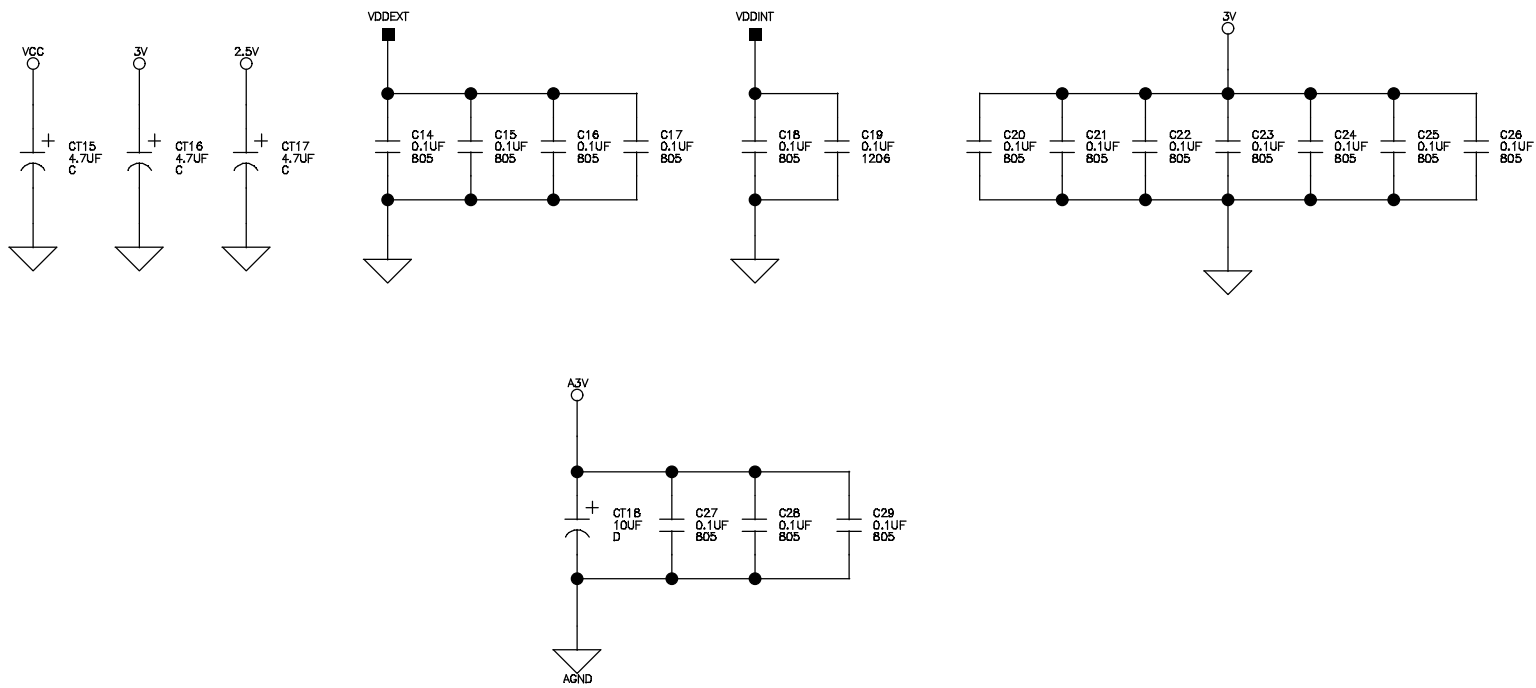 VCC
+
CT15
4.7UF
C
3V
+
CT16
4.7UF
C
2.5V
+
CT17
4.7UF
C
VDDEXT
C14
0.1UF
805
C15
0.1UF
805
C16
0.1UF
805
C17
0.1UF
805
VDDINT
C18
0.1UF
805
C19
0.1UF
1206
3V
C20
0.1UF
805
C21
0.1UF
805
C22
0.1UF
805
C23
0.1UF
805
C24
0.1UF
805
C25
0.1UF
805
C26
0.1UF
805
A3V
+
CT18
10UF
D
C27
0.1UF
805
C28
0.1UF
805
C29
0.1UF
805
AGND